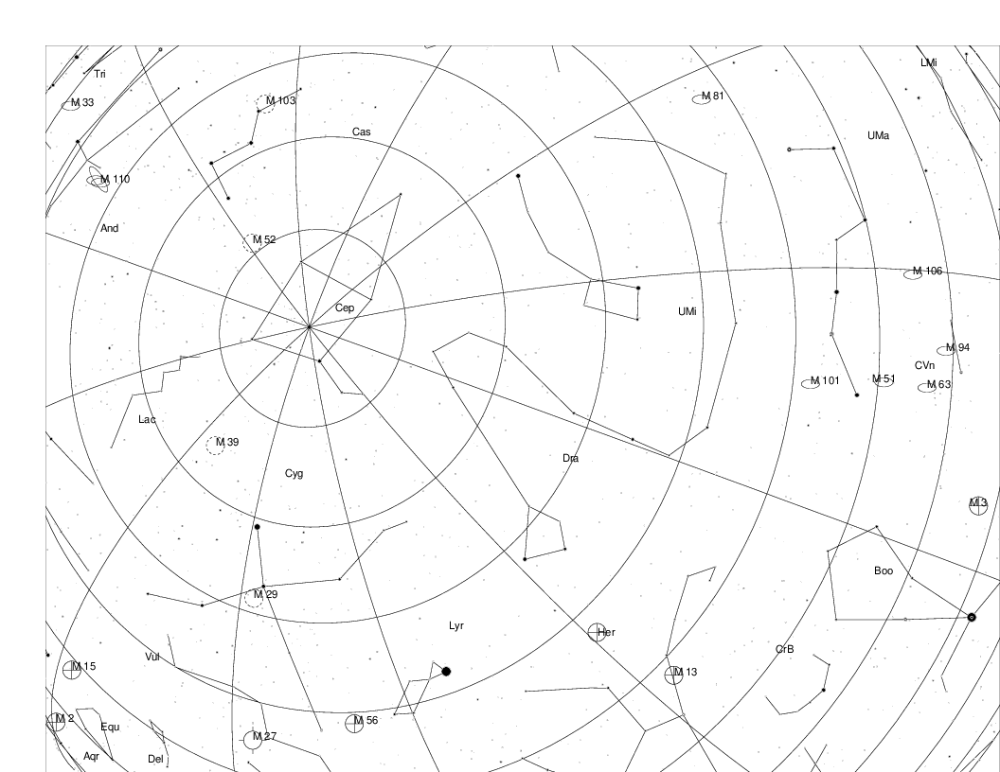 LMi
Tri
M 81
M 33
M 103
Cas
UMa
M 110
And
M 52
M 106
Cep
UMi
M 94
CVn
M 101
M 51
M 63
Lac
M 39
Dra
Cyg
M 3
Boo
M 29
Lyr
Her
CrB
Vul
M 15
M 13
M 2
M 56
Equ
M 27
Aqr
Del